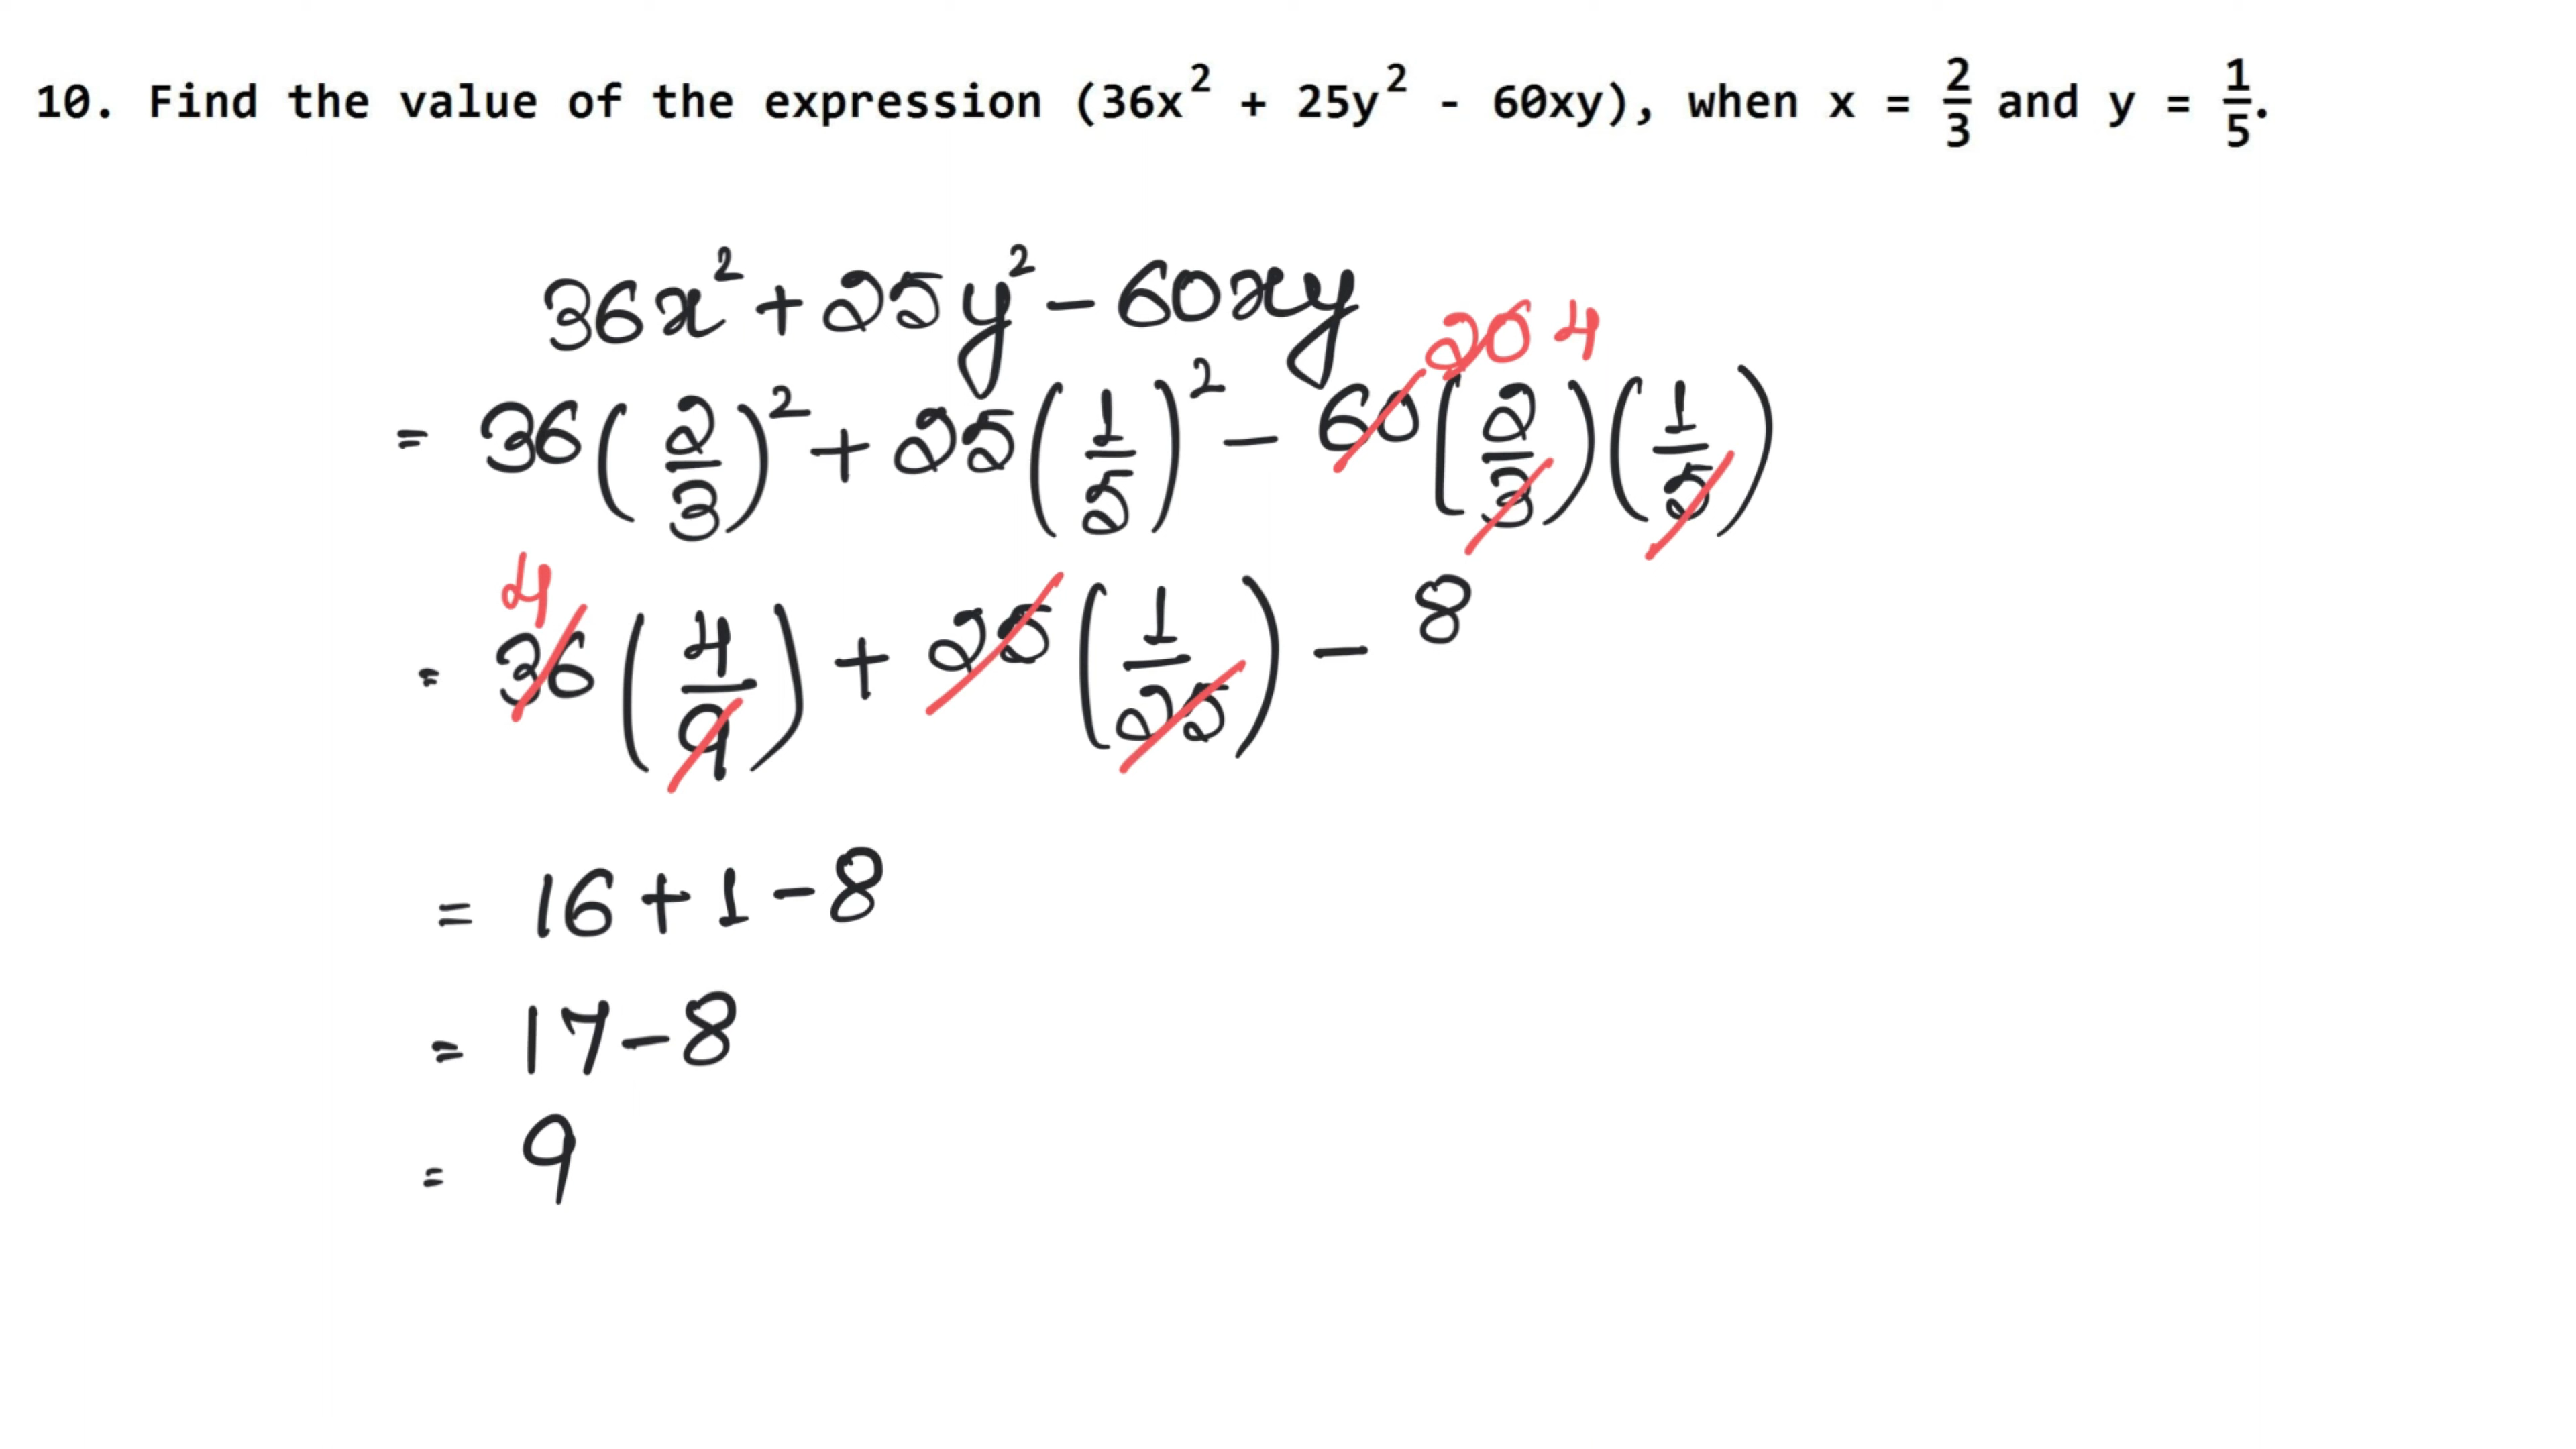 10. Find the value of the expression (36x² + 25y² - 60xy), when x = 2/3 and y = 1/5.
36x² + 25y² - 60xy
20 4
= 36(2/3)² + 25(1/5)² - 60(2/3)(1/5)
4
= 36(4/9) + 25(1/25) - 8
= 16 + 1 - 8
= 17 - 8
= 9